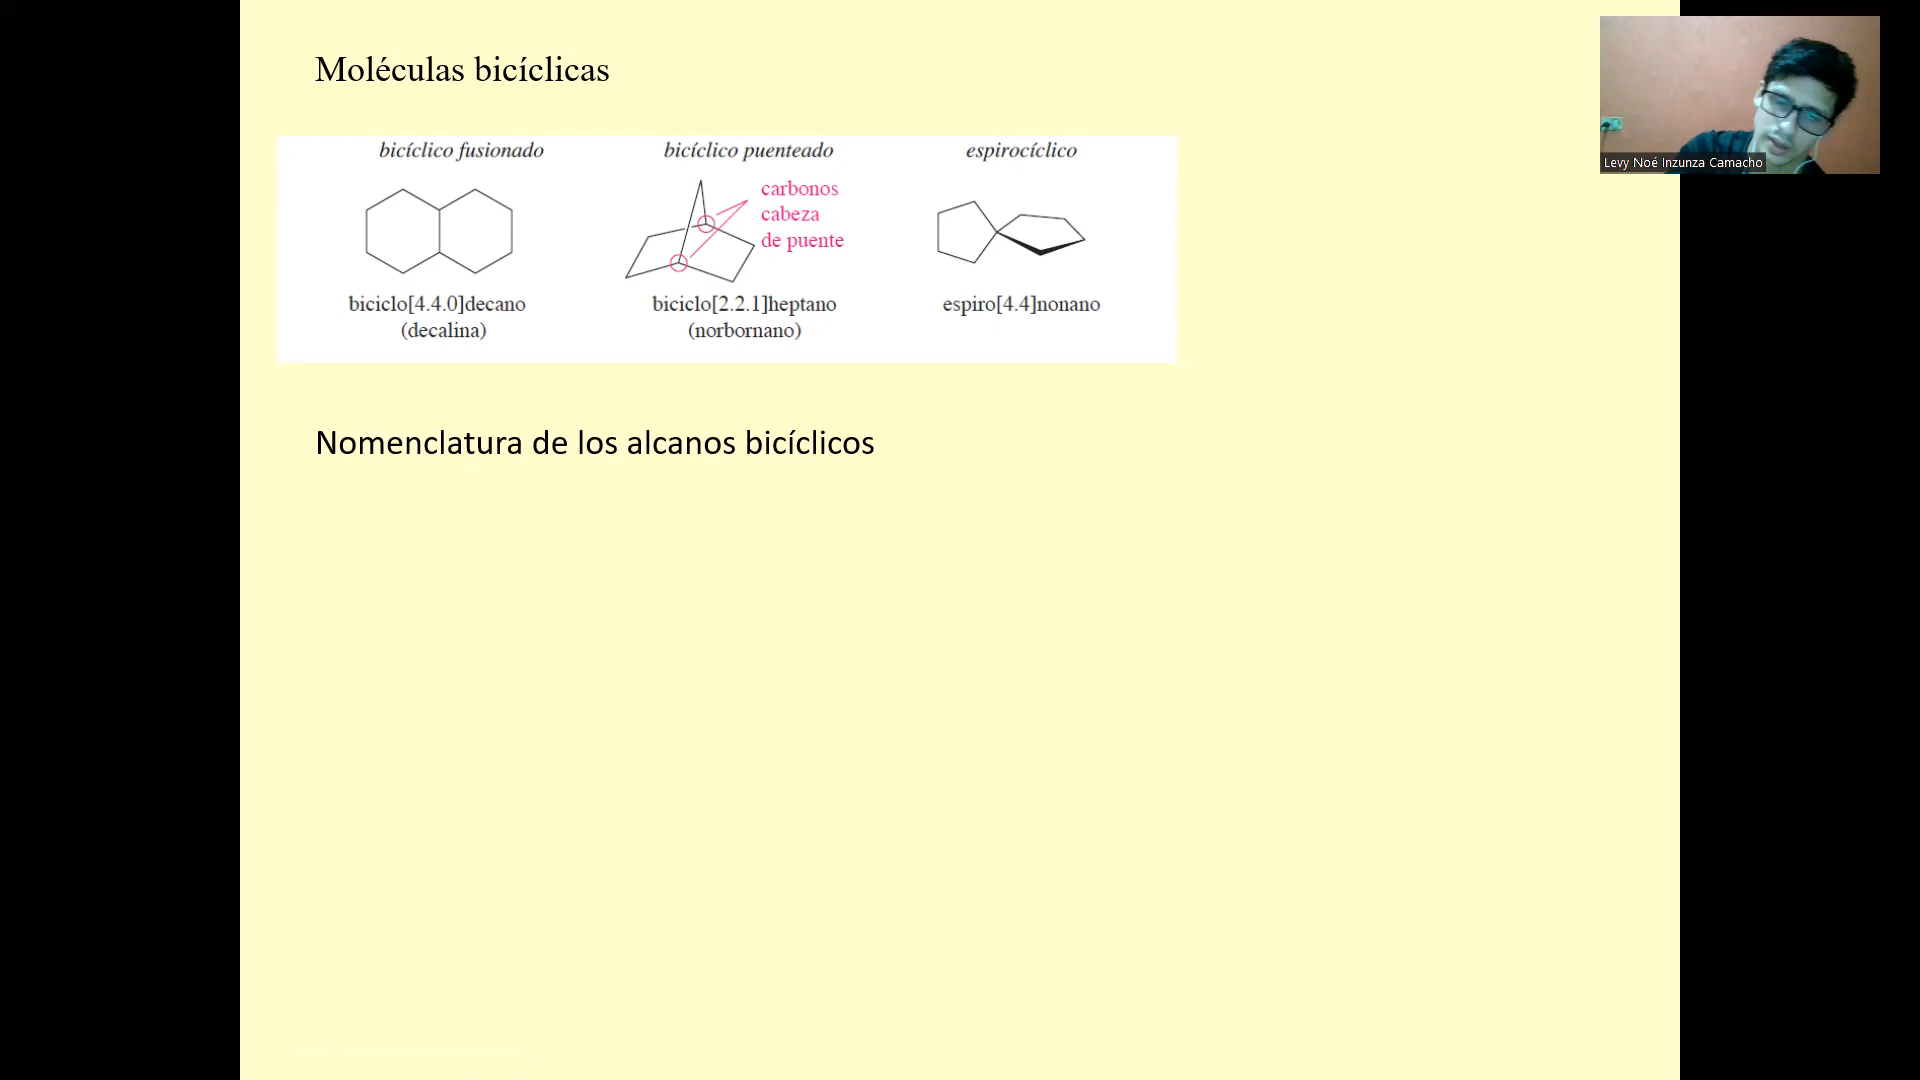 Moléculas bicíclicas
bicíclico fusionado
bicíclico puenteado
espirocíclico
carbonos
cabeza
de puente
biciclo[4.4.0]decano
(decalina)
biciclo[2.2.1]heptano
(norbornano)
espiro[4.4]nonano
Nomenclatura de los alcanos bicíclicos
Levy Noé Inzunza Camacho